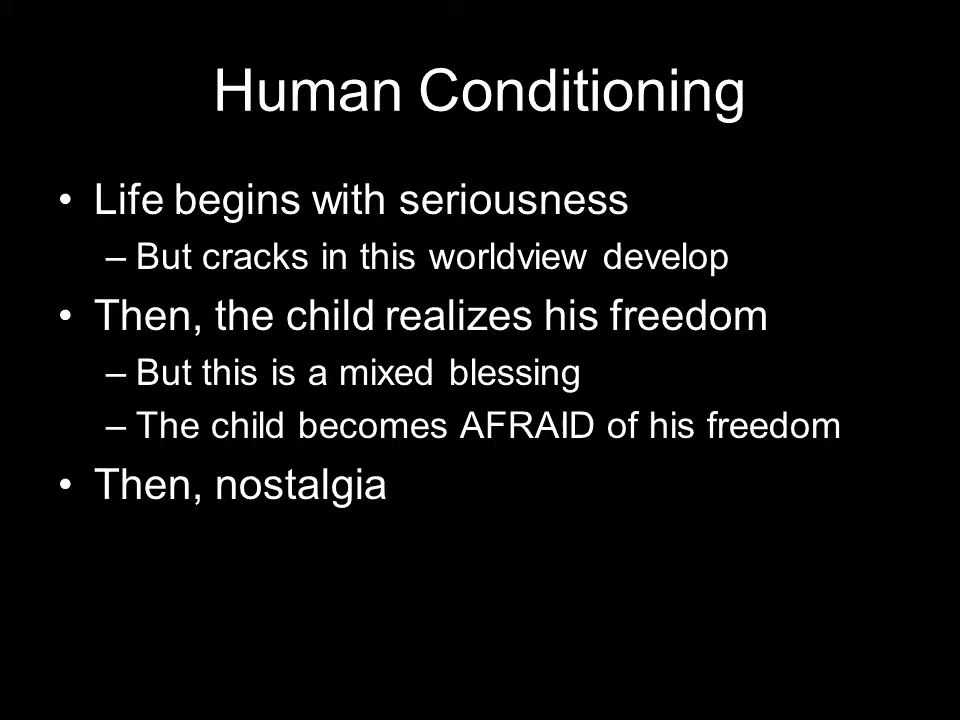 Human Conditioning
• Life begins with seriousness
– But cracks in this worldview develop
• Then, the child realizes his freedom
– But this is a mixed blessing
– The child becomes AFRAID of his freedom
• Then, nostalgia